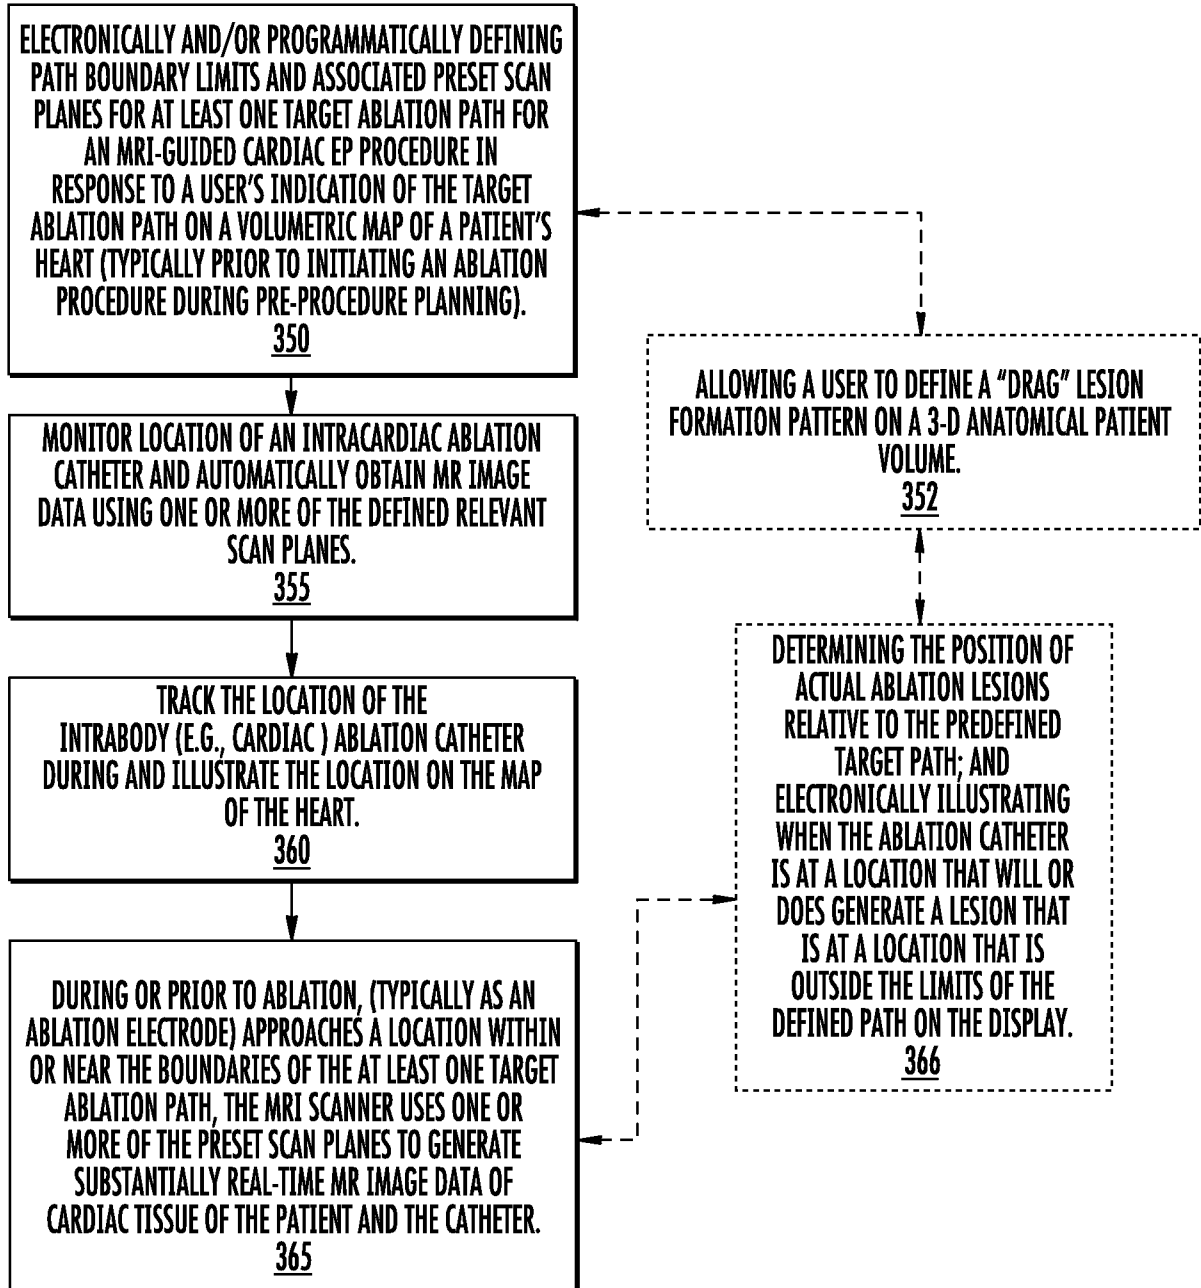 ELECTRONICALLY AND/OR PROGRAMMATICALLY DEFINING
PATH BOUNDARY LIMITS AND ASSOCIATED PRESET SCAN
PLANES FOR AT LEAST ONE TARGET ABLATION PATH FOR
AN MRI-GUIDED CARDIAC EP PROCEDURE IN
RESPONSE TO A USER'S INDICATION OF THE TARGET
ABLATION PATH ON A VOLUMETRIC MAP OF A PATIENT'S
HEART (TYPICALLY PRIOR TO INITIATING AN ABLATION
PROCEDURE DURING PRE-PROCEDURE PLANNING).
350
MONITOR LOCATION OF AN INTRACARDIAC ABLATION
CATHETER AND AUTOMATICALLY OBTAIN MR IMAGE
DATA USING ONE OR MORE OF THE DEFINED RELEVANT
SCAN PLANES.
355
TRACK THE LOCATION OF THE
INTRABODY (E.G., CARDIAC ) ABLATION CATHETER
DURING AND ILLUSTRATE THE LOCATION ON THE MAP
OF THE HEART.
360
DURING OR PRIOR TO ABLATION, (TYPICALLY AS AN
ABLATION ELECTRODE) APPROACHES A LOCATION WITHIN
OR NEAR THE BOUNDARIES OF THE AT LEAST ONE TARGET
ABLATION PATH, THE MRI SCANNER USES ONE OR
MORE OF THE PRESET SCAN PLANES TO GENERATE
SUBSTANTIALLY REAL-TIME MR IMAGE DATA OF
CARDIAC TISSUE OF THE PATIENT AND THE CATHETER.
365
ALLOWING A USER TO DEFINE A “DRAG” LESION
FORMATION PATTERN ON A 3-D ANATOMICAL PATIENT
VOLUME.
352
DETERMINING THE POSITION OF
ACTUAL ABLATION LESIONS
RELATIVE TO THE PREDEFINED
TARGET PATH; AND
ELECTRONICALLY ILLUSTRATING
WHEN THE ABLATION CATHETER
IS AT A LOCATION THAT WILL OR
DOES GENERATE A LESION THAT
IS AT A LOCATION THAT IS
OUTSIDE THE LIMITS OF THE
DEFINED PATH ON THE DISPLAY.
366